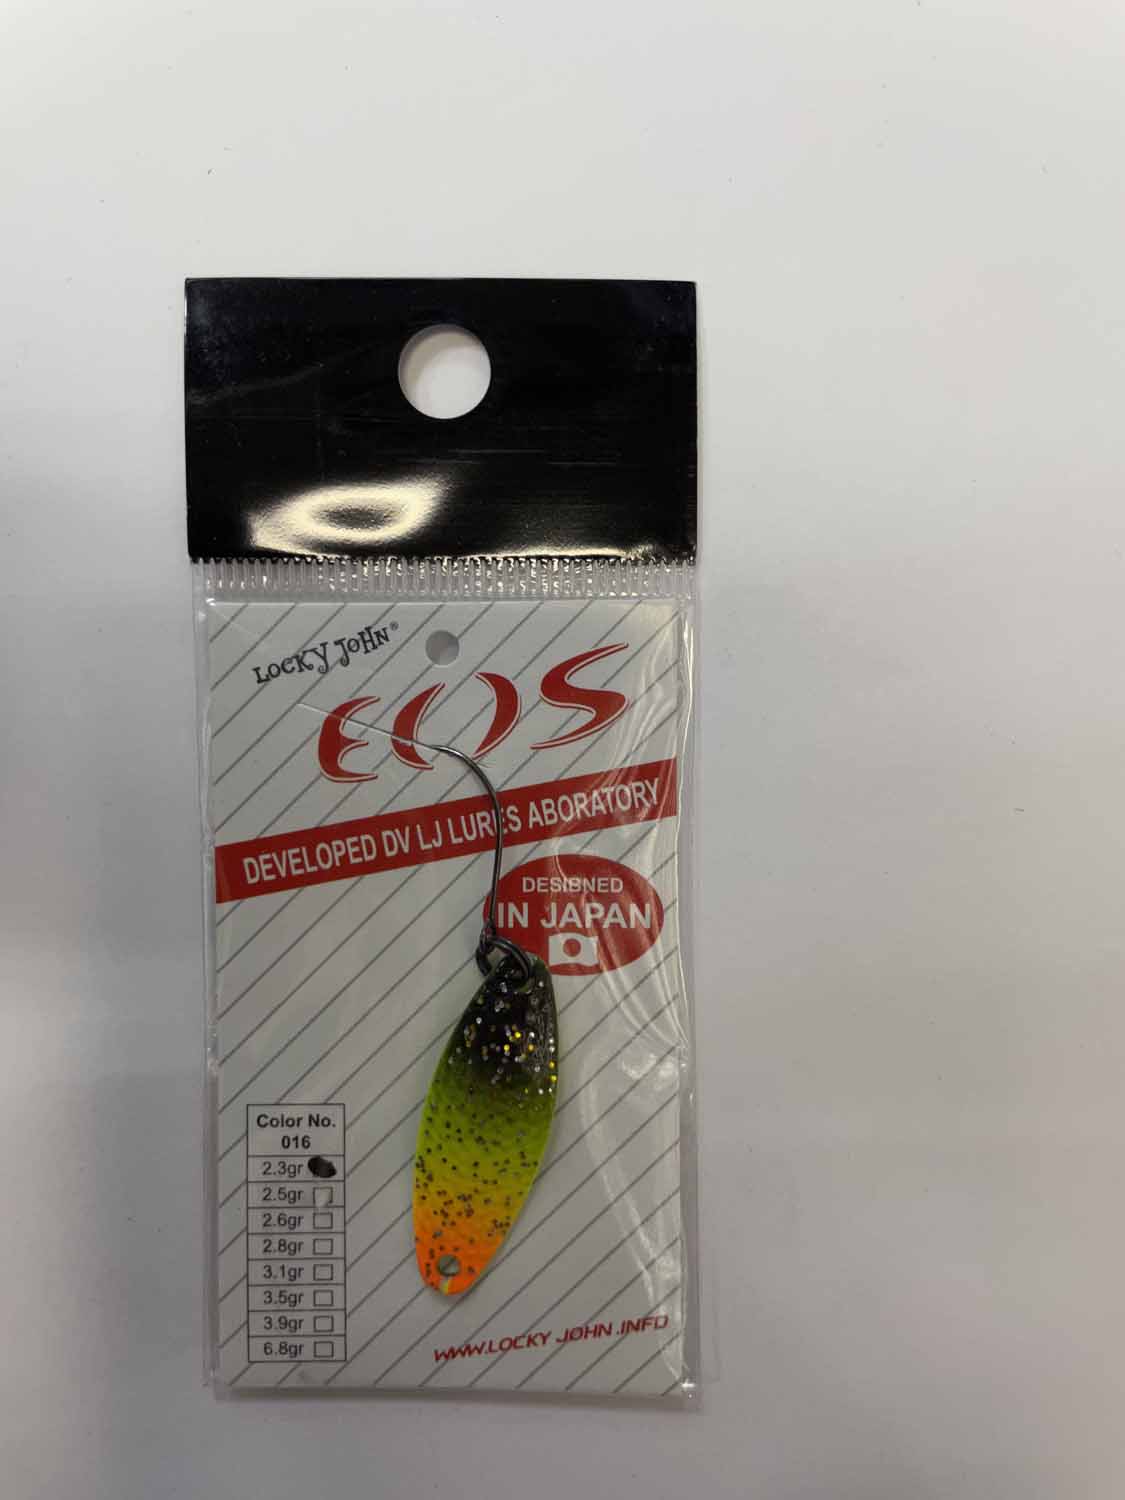 LOCKY JOHN®
EOS
DEVELOPED DV LJ LURES ABORATORY
DESIBNED
IN JAPAN
Color No.
016
2.3gr
2.5gr
2.6gr
2.8gr
3.1gr
3.5gr
3.9gr
6.8gr
WWW.LOCKY JOHN.INFO